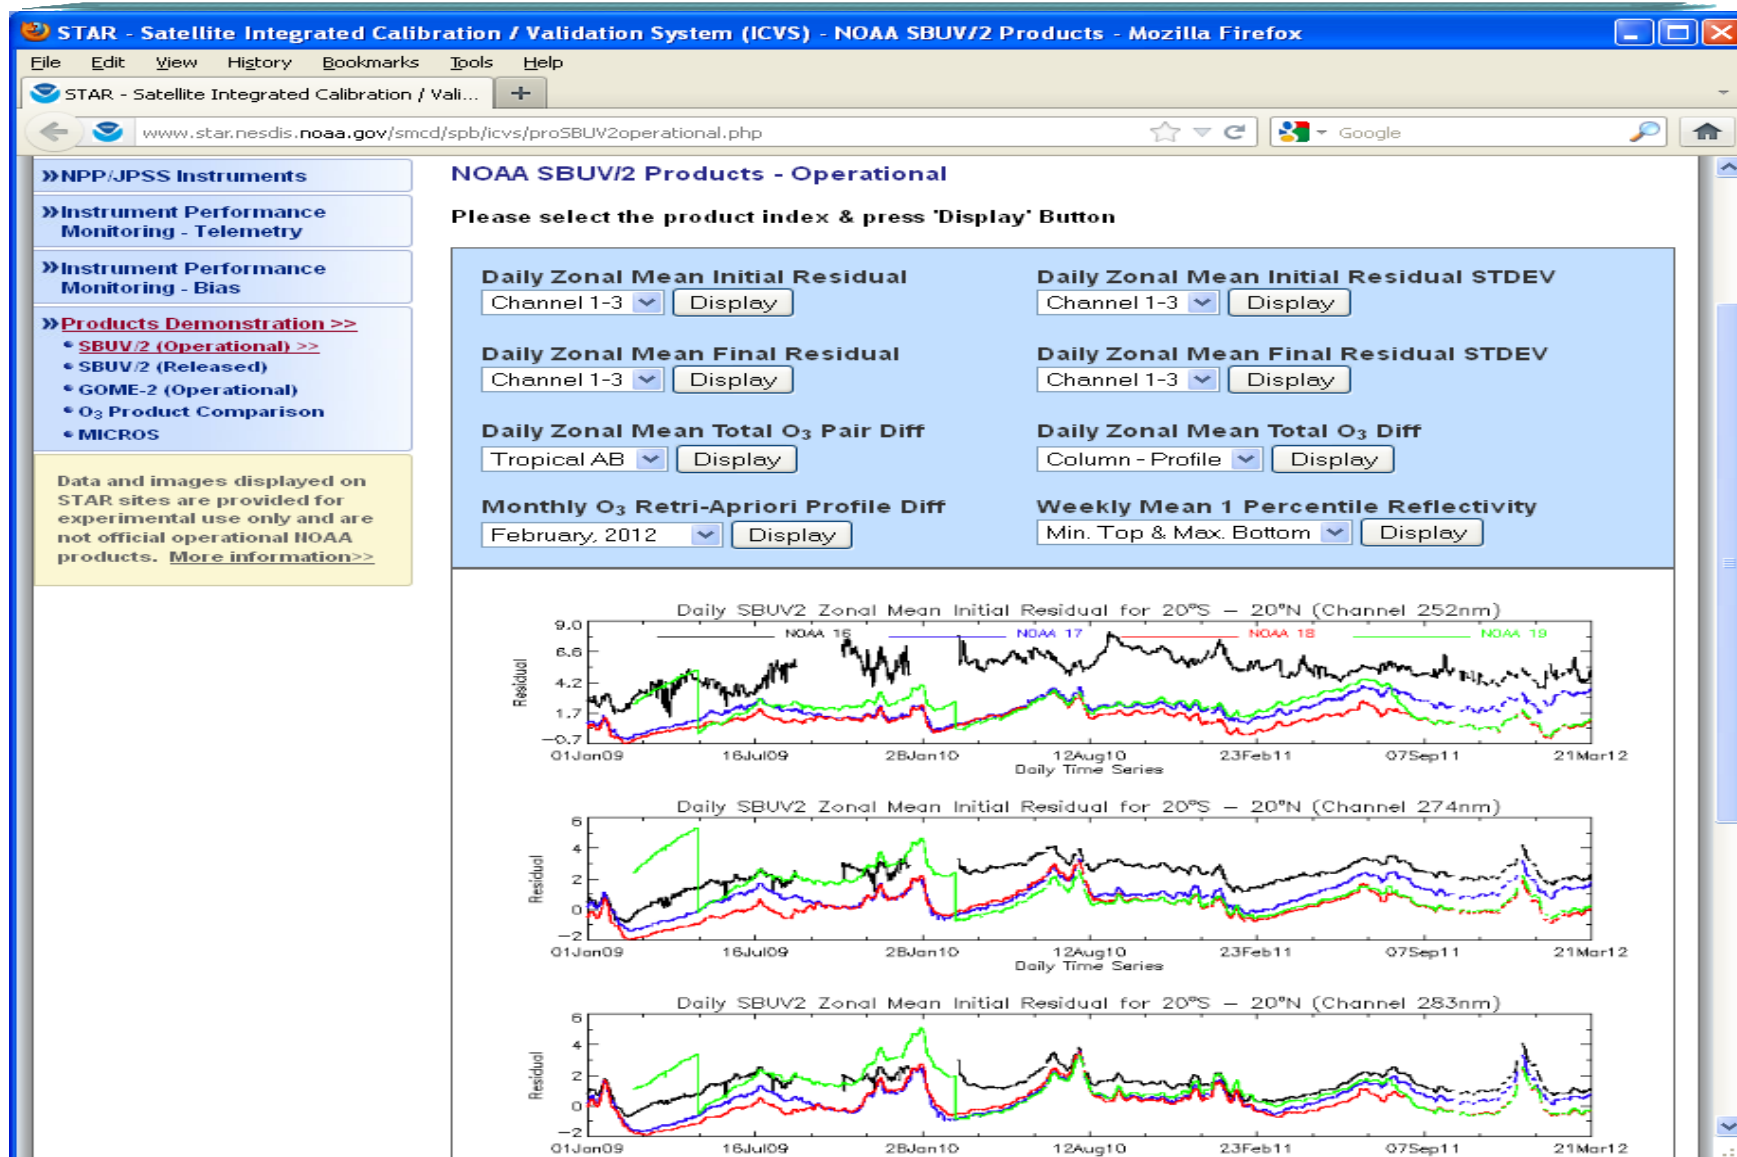 STAR - Satellite Integrated Calibration / Validation System (ICVS) - NOAA SBUV/2 Products - Mozilla Firefox
File Edit View History Bookmarks Tools Help
STAR - Satellite Integrated Calibration / Vali...
www.star.nesdis.noaa.gov/smcd/spb/icvs/proSBUV2operational.php
Google
»NPP/JPSS Instruments
»Instrument Performance
Monitoring - Telemetry
»Instrument Performance
Monitoring - Bias
»Products Demonstration >>
• SBUV/2 (Operational) >>
• SBUV/2 (Released)
• GOME-2 (Operational)
• O3 Product Comparison
• MICROS
Data and images displayed on
STAR sites are provided for
experimental use only and are
not official operational NOAA
products. More information>>
NOAA SBUV/2 Products - Operational
Please select the product index & press 'Display' Button
Daily Zonal Mean Initial Residual
Channel 1-3 Display
Daily Zonal Mean Initial Residual STDEV
Channel 1-3 Display
Daily Zonal Mean Final Residual
Channel 1-3 Display
Daily Zonal Mean Final Residual STDEV
Channel 1-3 Display
Daily Zonal Mean Total O3 Pair Diff
Tropical AB Display
Daily Zonal Mean Total O3 Diff
Column - Profile Display
Monthly O3 Retri-Apriori Profile Diff
February, 2012 Display
Weekly Mean 1 Percentile Reflectivity
Min. Top & Max. Bottom Display
Daily SBUV2 Zonal Mean Initial Residual for 20°S – 20°N (Channel 252nm)
NOAA 16 NOAA 17 NOAA 18 NOAA 19
9.0
6.6
4.2
1.7
−0.7
Residual
01Jan09 16Jul09 28Jan10 12Aug10 23Feb11 07Sep11 21Mar12
Daily Time Series
Daily SBUV2 Zonal Mean Initial Residual for 20°S – 20°N (Channel 274nm)
6
4
2
0
−2
Residual
01Jan09 16Jul09 28Jan10 12Aug10 23Feb11 07Sep11 21Mar12
Daily Time Series
Daily SBUV2 Zonal Mean Initial Residual for 20°S – 20°N (Channel 283nm)
6
4
2
0
−2
Residual
01Jan09 16Jul09 28Jan10 12Aug10 23Feb11 07Sep11 21Mar12